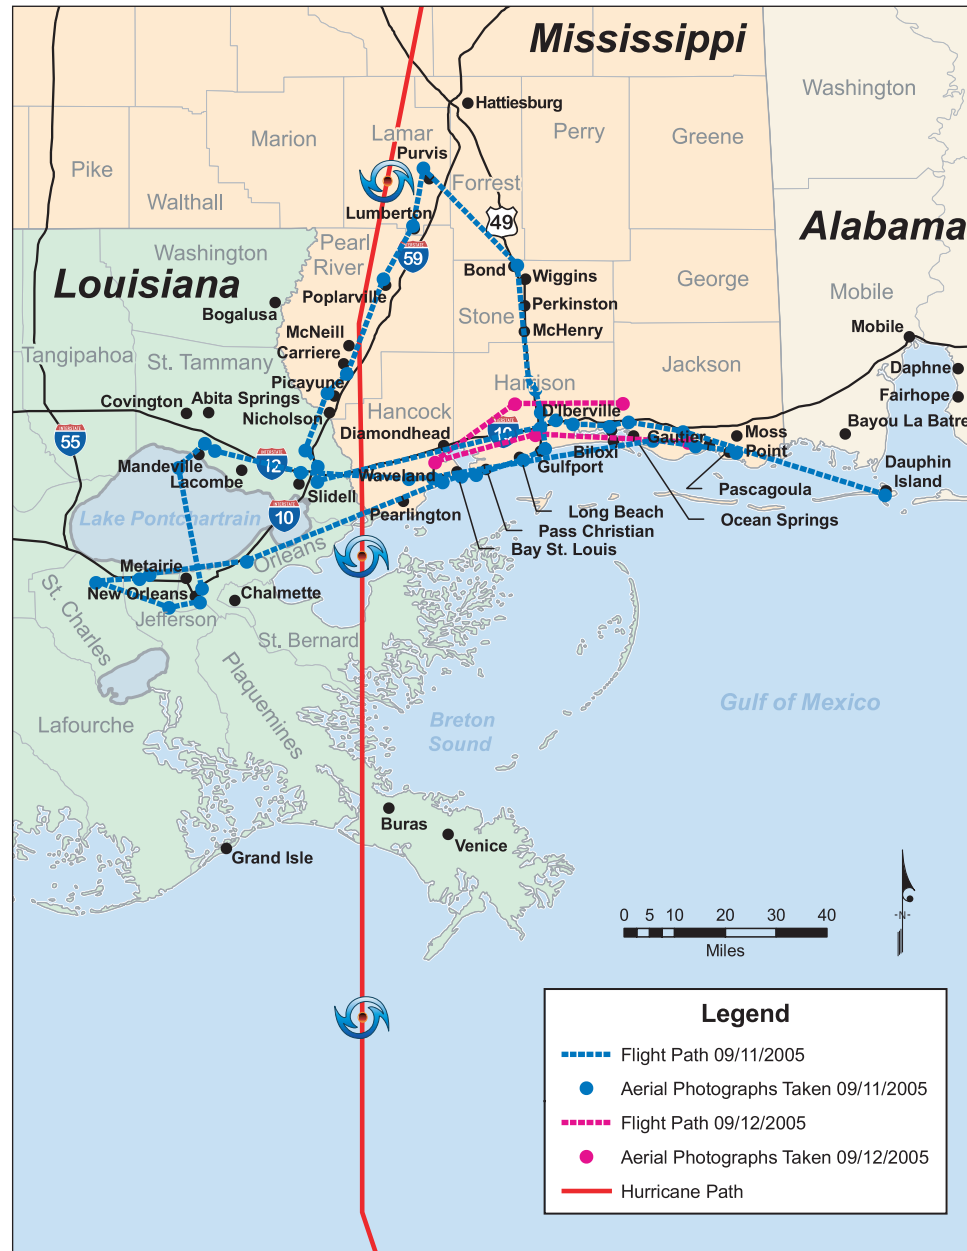 Mississippi
Hattiesburg
Washington
Marion
Lamar
Perry
Greene
Purvis
Pike
Forrest
Walthall
Lumberton
49
Alabama
Washington
Pearl
River
59
Louisiana
Bond
Wiggins
George
Mobile
Poplarville
Bogalusa
Perkinston
Stone
McNeill
McHenry
Mobile
Tangipahoa
St. Tammany
Carriere
Jackson
Daphne
Picayune
Harrison
Fairhope
Covington
Abita Springs
Nicholson
Hancock
D'Iberville
Bayou La Batre
Diamondhead
10
Gautier
Moss
Point
55
Mandeville
12
Biloxi
Lacombe
Waveland
Gulfport
Dauphin
Island
Slidell
Pascagoula
Lake Pontchartrain
10
Pearlington
Long Beach
Ocean Springs
Pass Christian
Bay St. Louis
Orleans
Metairie
New Orleans
Chalmette
Jefferson
St. Charles
St. Bernard
Plaquemines
Lafourche
Breton
Sound
Gulf of Mexico
Buras
Venice
Grand Isle
0 5 10 20 30 40
Miles
-N-
Legend
Flight Path 09/11/2005
Aerial Photographs Taken 09/11/2005
Flight Path 09/12/2005
Aerial Photographs Taken 09/12/2005
Hurricane Path